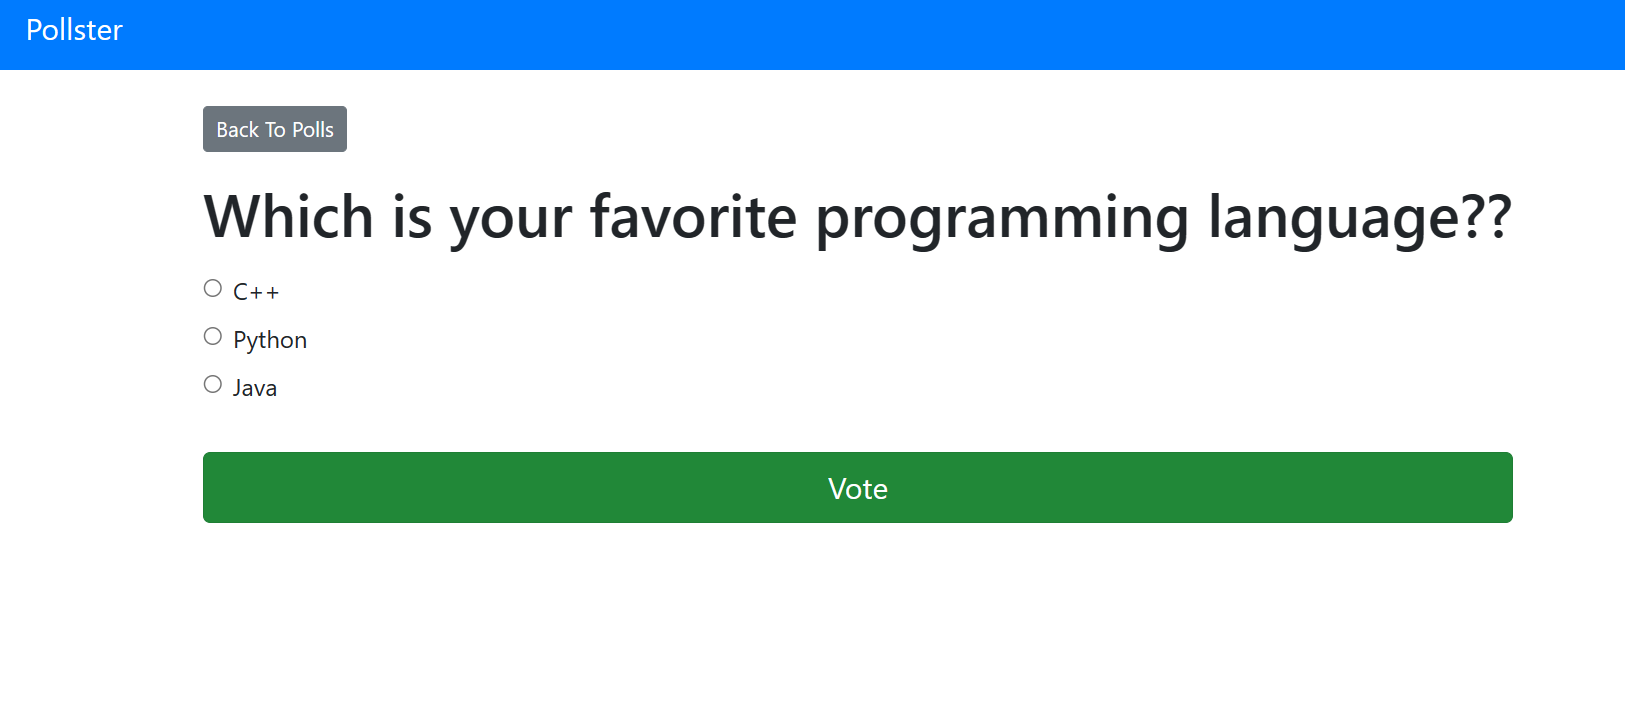 Pollster
Back To Polls
Which is your favorite programming language??
C++
Python
Java
Vote